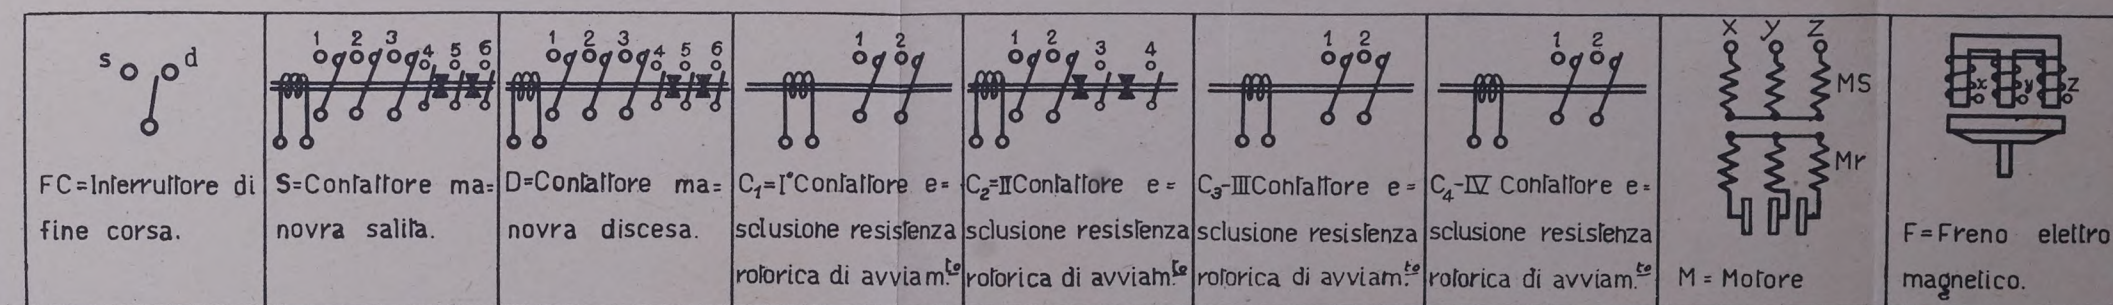 s d
FC=Interruttore di
fine corsa.
1 2 3 4 5 6
S=Contattore ma=
novra salita.
1 2 3 4 5 6
D=Contattore ma=
novra discesa.
1 2
C1=I°Contattore e=
sclusione resistenza
rotorica di avviam.to
1 2 3 4
C2=IIContattore e=
sclusione resistenza
rotorica di avviam.to
1 2
C3-IIIContattore e=
sclusione resistenza
rotorica di avviam.to
1 2
C4-IV Contattore e=
sclusione resistenza
rotorica di avviam.to
X Y Z
MS
Mr
M = Motore
x y Z
F=Freno elettro
magnetico.